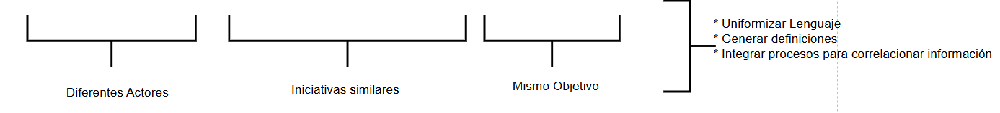 Diferentes Actores
Iniciativas similares
Mismo Objetivo
* Uniformizar Lenguaje
* Generar definiciones
* Integrar procesos para correlacionar información